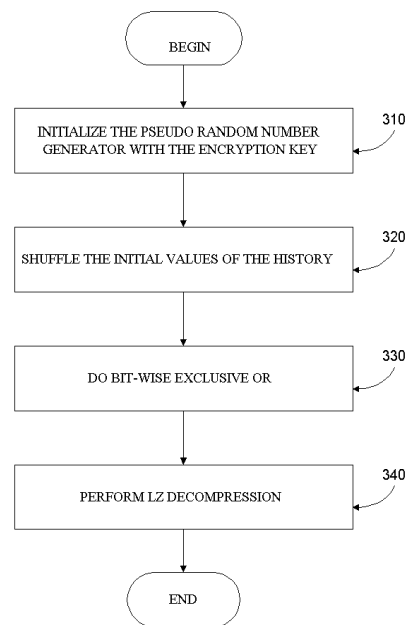 BEGIN
INITIALIZE THE PSEUDO RANDOM NUMBER
GENERATOR WITH THE ENCRYPTION KEY
310
SHUFFLE THE INITIAL VALUES OF THE HISTORY
320
DO BIT-WISE EXCLUSIVE OR
330
PERFORM LZ DECOMPRESSION
340
END